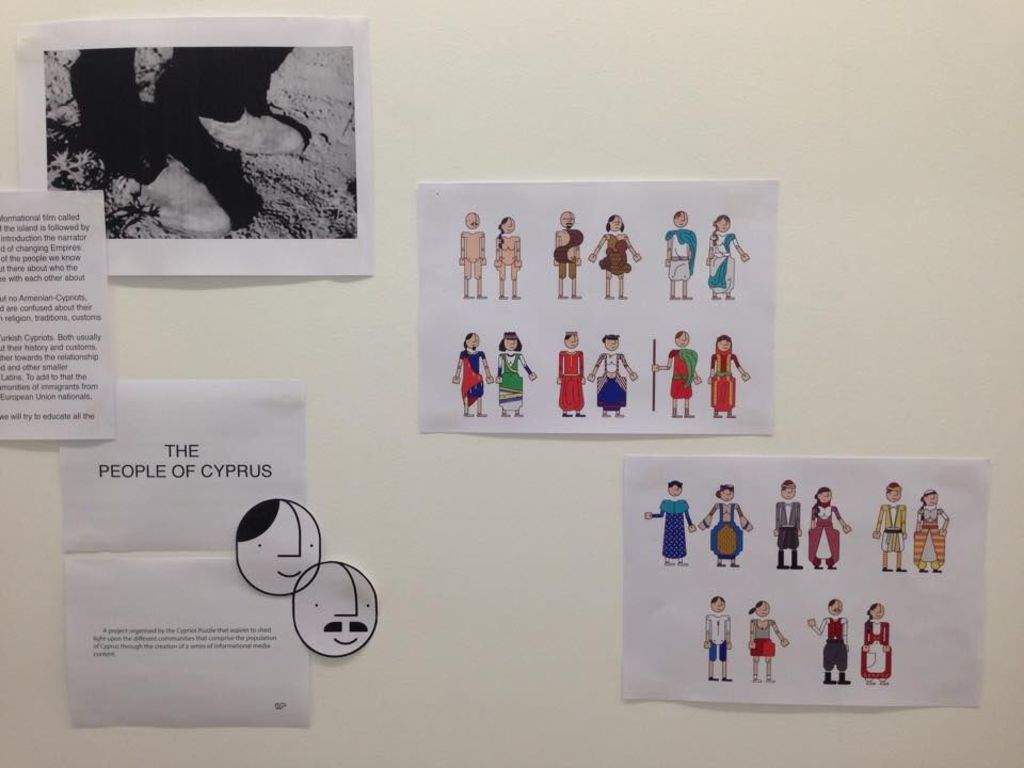 formational film called
f the island is followed by
introduction the narrator
d of changing Empires:
of the people we know
ut there about who the
e with each other about
ut no Armenian-Cypriots,
d are confused about their
n religion, traditions, customs
Turkish Cypriots. Both usually
ut their history and customs.
ther towards the relationship
d and other smaller
Latins. To add to that the
munities of immigrants from
European Union nationals,
we will try to educate all the
THE
PEOPLE OF CYPRUS
A project organised by the Cypriot Puzzle that aspires to shed
light upon the different communities that comprise the population
of Cyprus through the creation of a series of informational media
content.